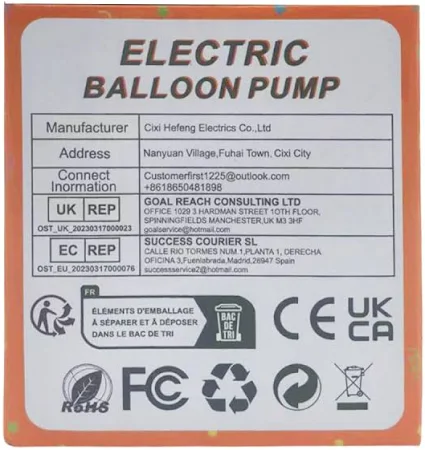 ELECTRIC
BALLOON PUMP
Manufacturer Cixi Hefeng Electrics Co.,Ltd
Address Nanyuan Village,Fuhai Town, Cixi City
Connect
Inormation
Customerfirst1225@outlook.com
+8618650481898
UK REP
OST_UK_20230317000023
GOAL REACH CONSULTING LTD
OFFICE 1029 3 HARDMAN STREET 1OTH FLOOR,
SPINNINGFIELDS MANCHESTER,UK M3 3HF
goalservice@hotmail.com
EC REP
OST_EU_20230317000076
SUCCESS COURIER SL
CALLE RIO TORMES NUM.1,PLANTA 1, DERECHA
OFICINA 3,Fuenlabrada,Madrid,28947 Spain
successservice2@hotmail.com
FR
ÉLÉMENTS D'EMBALLAGE
À SÉPARER ET À DÉPOSER
DANS LE BAC DE TRI
BAC
DE
TRI
CE
UK
CA
RoHS
FC